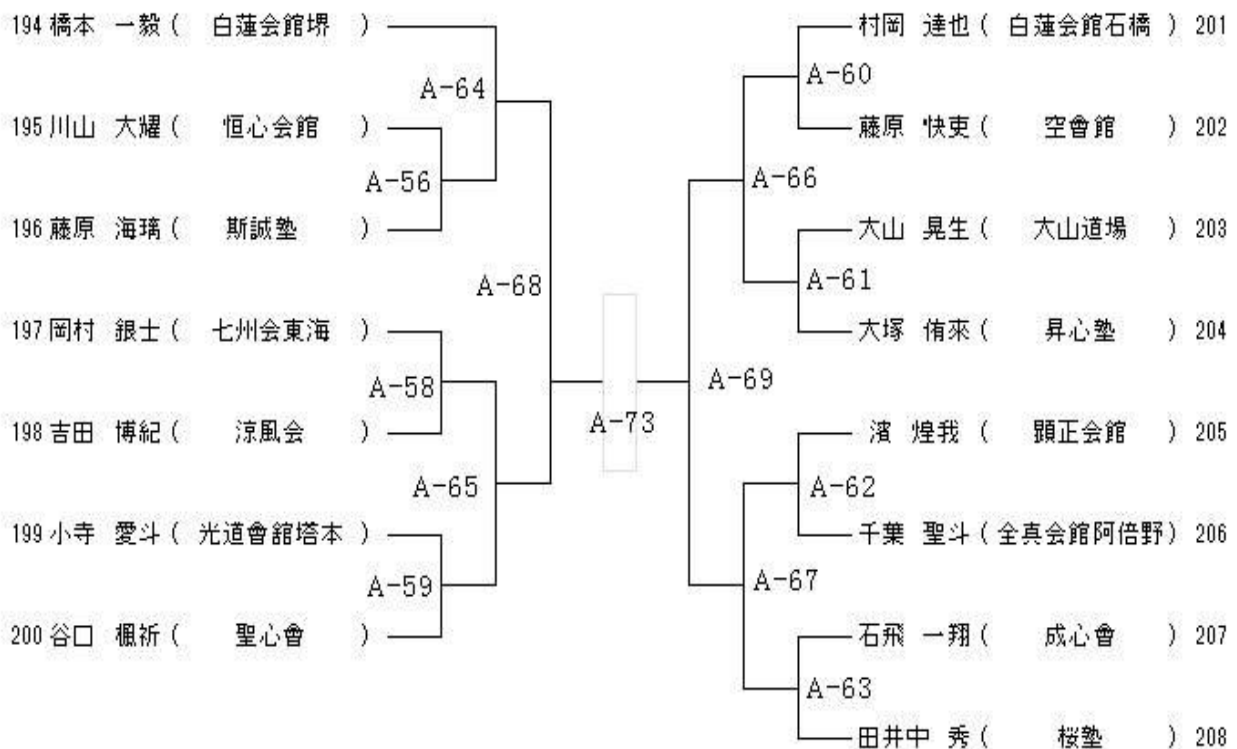 194 橋本 一毅 ( 白蓮会館堺 )
A-64
195 川山 大耀 ( 恒心会館 )
A-56
196 藤原 海璃 ( 斯誠塾 )
A-68
197 岡村 銀士 ( 七州会東海 )
A-58
198 吉田 博紀 ( 涼風会 )
A-65
199 小寺 愛斗 ( 光道會舘塔本 )
A-59
200 谷口 楓祈 ( 聖心會 )
A-73
村岡 達也 ( 白蓮会館石橋 ) 201
A-60
藤原 快吏 ( 空會館 ) 202
A-66
大山 晃生 ( 大山道場 ) 203
A-61
大塚 侑來 ( 昇心塾 ) 204
A-69
濱 煌我 ( 顕正会館 ) 205
A-62
千葉 聖斗 ( 全真会館阿倍野 ) 206
A-67
石飛 一翔 ( 成心會 ) 207
A-63
田井中 秀 ( 桜塾 ) 208